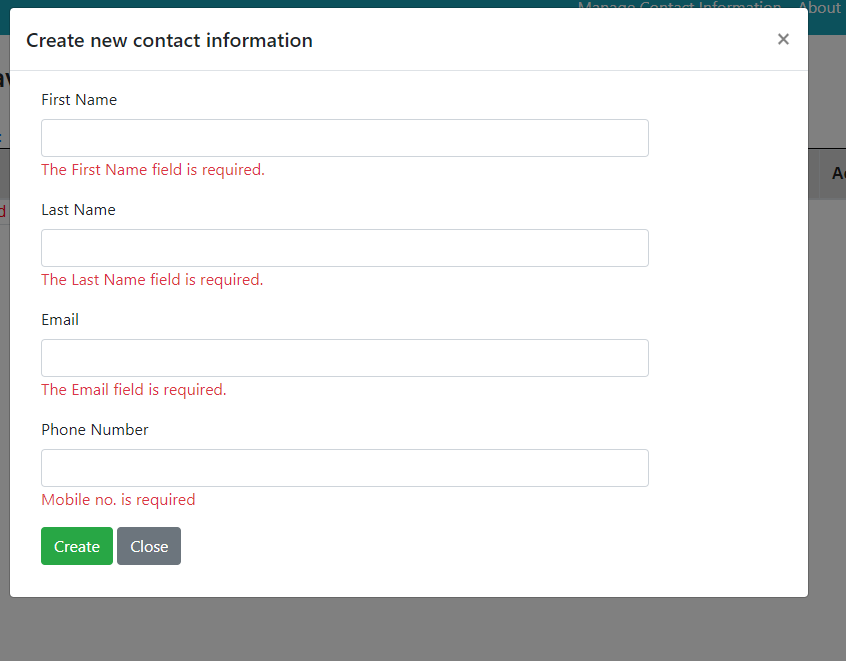 Manage Contact Information About
Create new contact information
×
First Name
The First Name field is required.
Last Name
The Last Name field is required.
Email
The Email field is required.
Phone Number
Mobile no. is required
Create Close